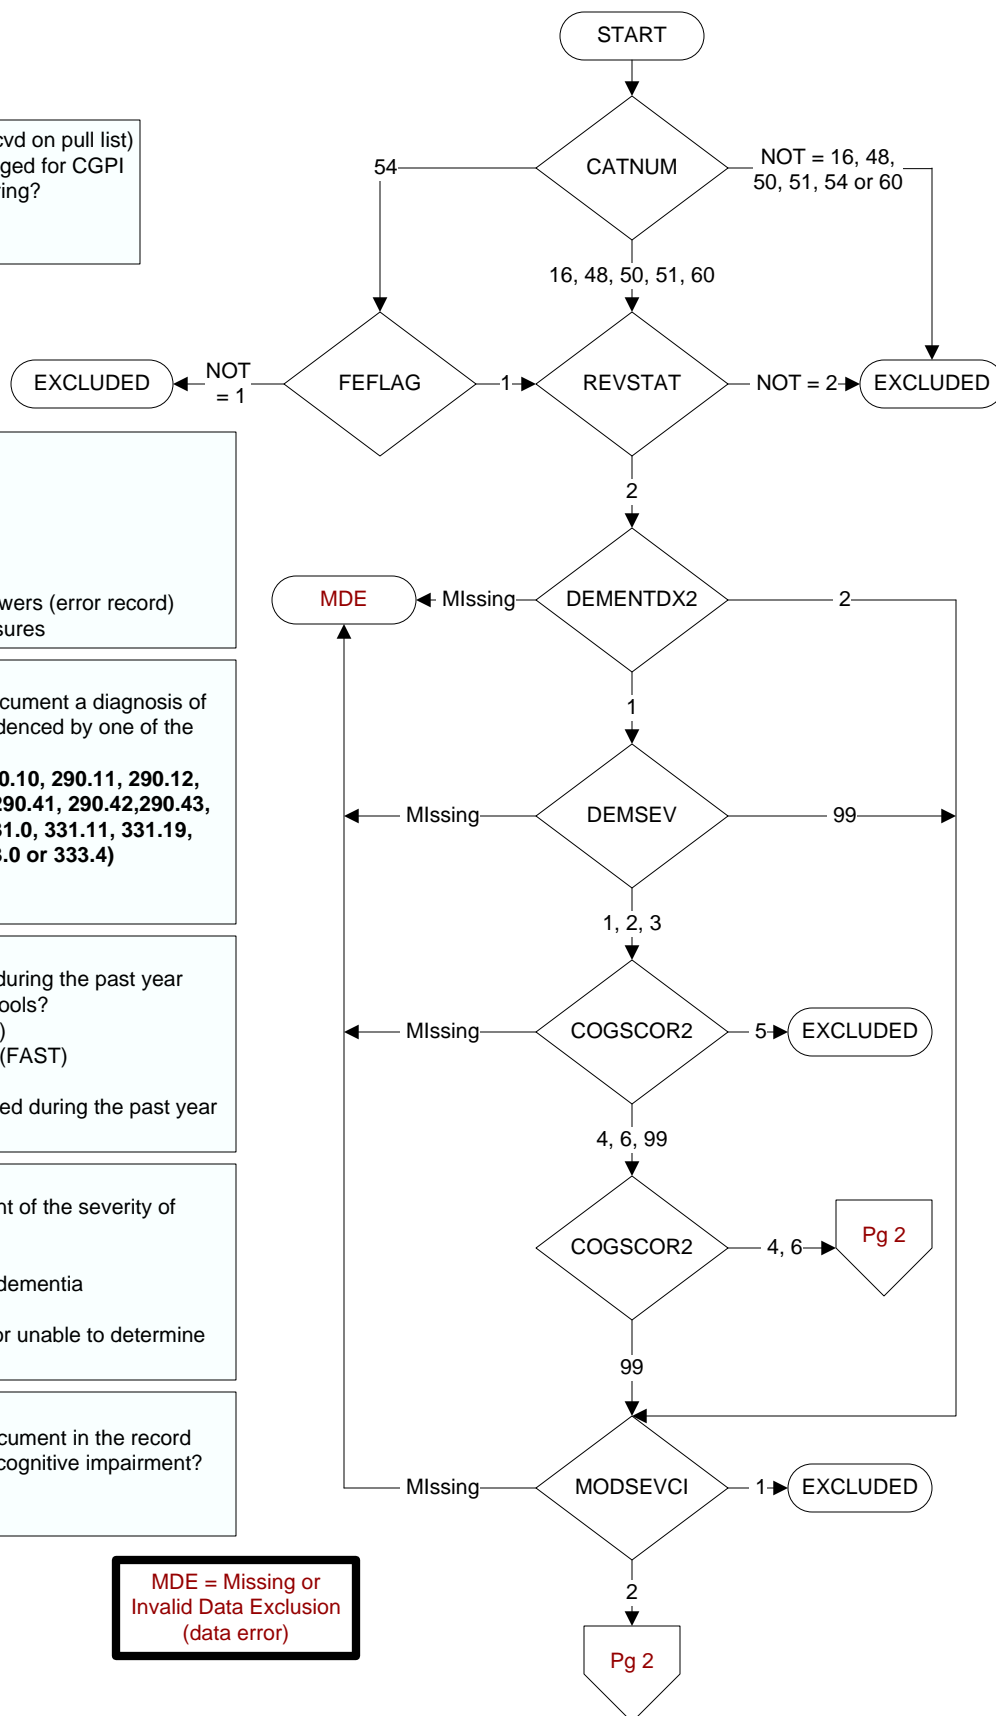 START
cvd on pull list)
ged for CGPI
ring?
54
CATNUM
NOT = 16, 48,
50, 51, 54 or 60
16, 48, 50, 51, 60
EXCLUDED
NOT
= 1
FEFLAG
1
REVSTAT
NOT = 2
EXCLUDED
2
wers (error record)
sures
MDE
MIssing
DEMENTDX2
2
1
cument a diagnosis of
denced by one of the
0.10, 290.11, 290.12,
290.41, 290.42,290.43,
31.0, 331.11, 331.19,
3.0 or 333.4)
MIssing
DEMSEV
99
1, 2, 3
during the past year
ools?
)
(FAST)
ed during the past year
MIssing
COGSCOR2
5
EXCLUDED
4, 6, 99
nt of the severity of
dementia
or unable to determine
COGSCOR2
4, 6
Pg 2
99
cument in the record
cognitive impairment?
MIssing
MODSEVCI
1
EXCLUDED
2
MDE = Missing or
Invalid Data Exclusion
(data error)
Pg 2